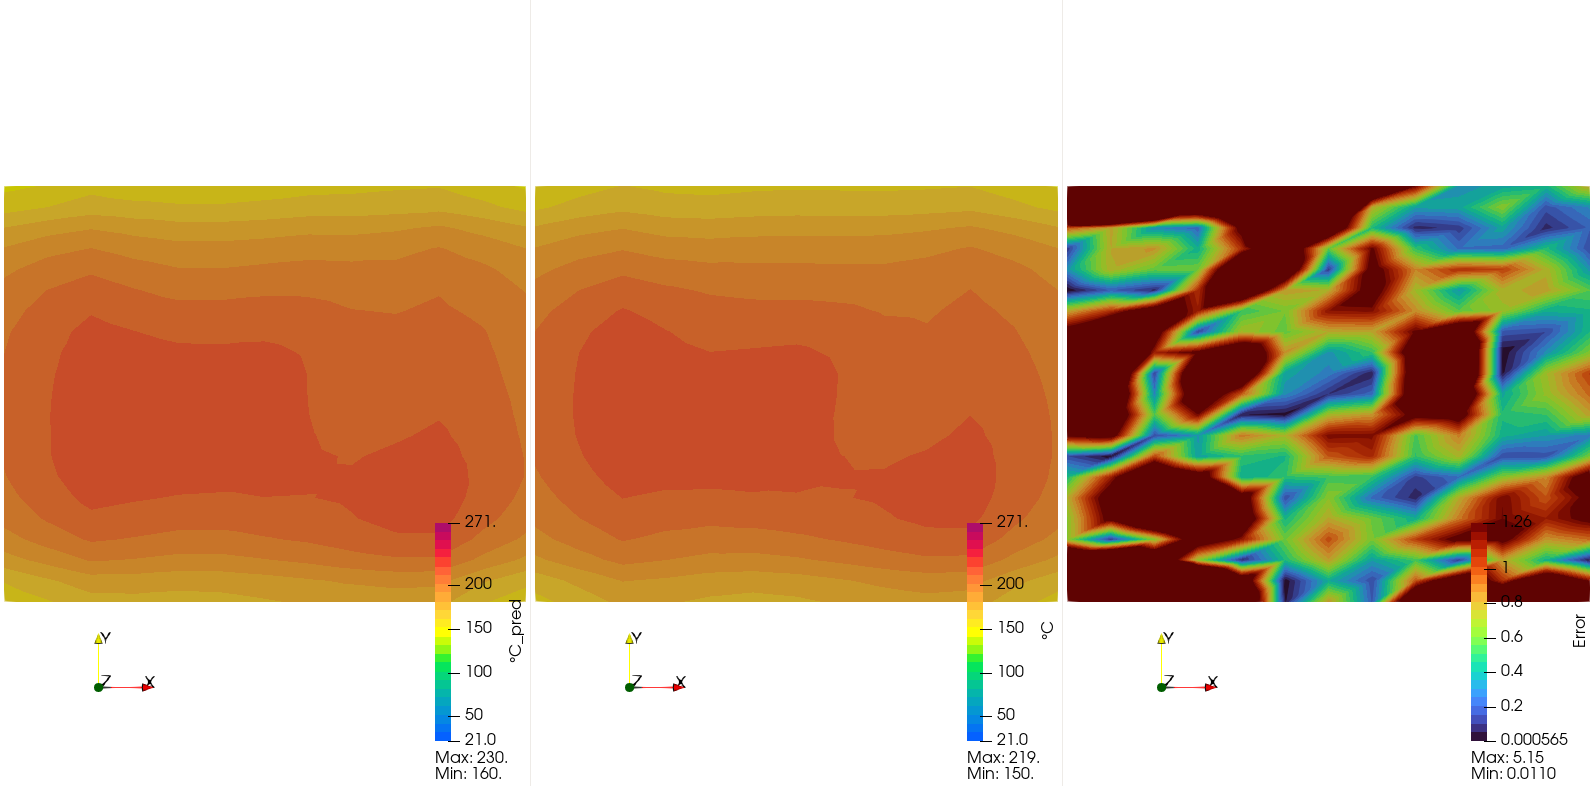 271.
200
150
100
50
21.0
°C_pred
Max: 230.
Min: 160.
Y
Z
X
271.
200
150
100
50
21.0
°C
Max: 219.
Min: 150.
Y
Z
X
1.26
1
0.8
0.6
0.4
0.2
0.000565
Error
Max: 5.15
Min: 0.0110
Y
Z
X